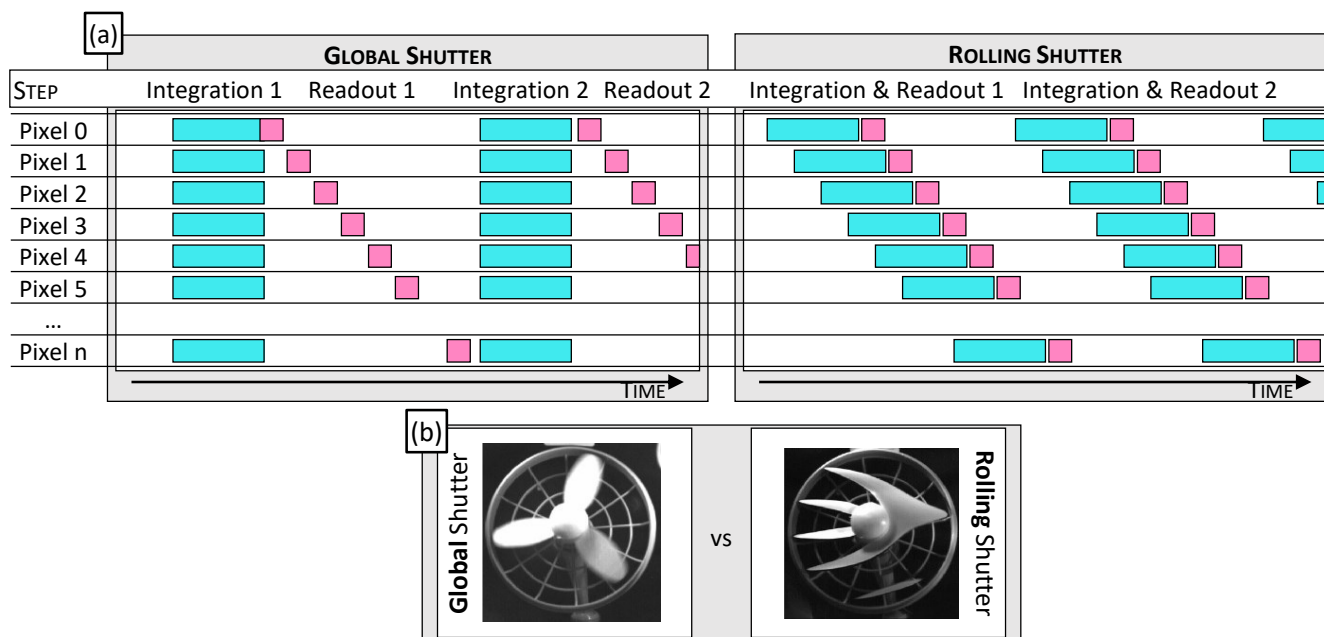 (a)
GLOBAL SHUTTER
ROLLING SHUTTER
STEP Integration 1 Readout 1 Integration 2 Readout 2 Integration & Readout 1 Integration & Readout 2
Pixel 0
Pixel 1
Pixel 2
Pixel 3
Pixel 4
Pixel 5
...
Pixel n
TIME
TIME
(b)
Global Shutter
vs
Rolling Shutter